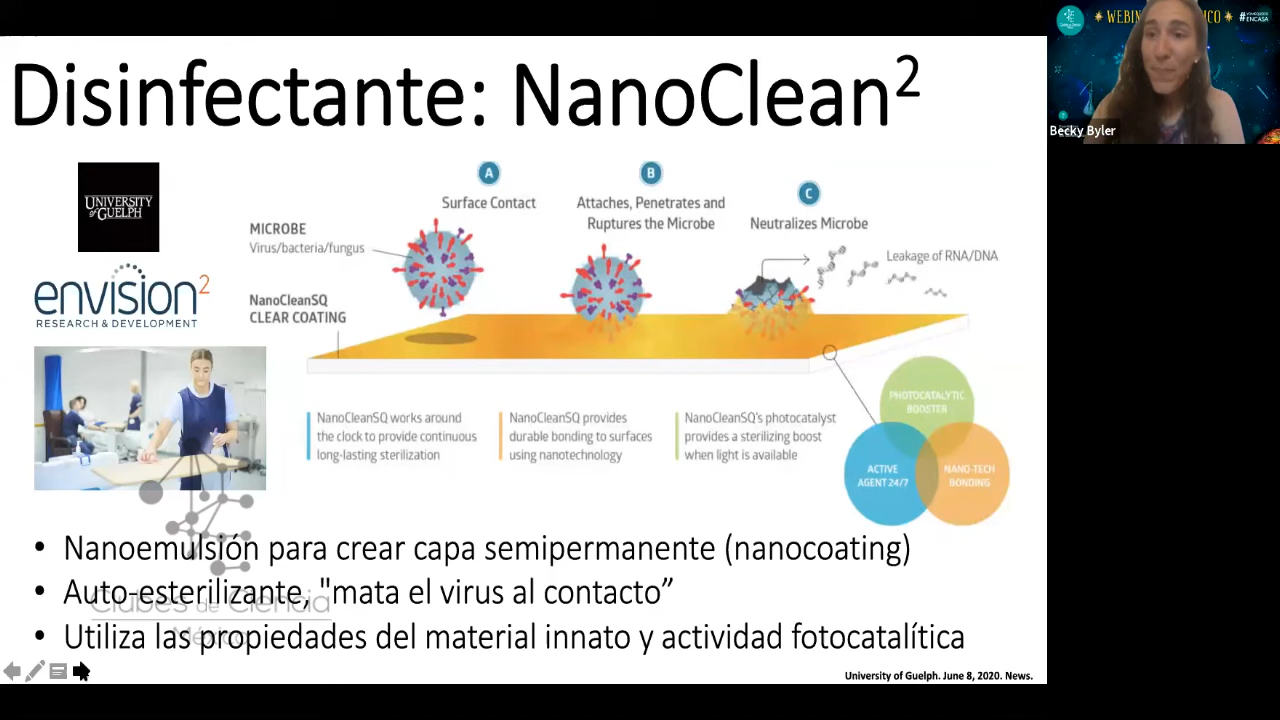 Disinfectante: NanoClean²
UNIVERSITY
of GUELPH
envision²
RESEARCH & DEVELOPMENT
A
Surface Contact
B
Attaches, Penetrates and
Ruptures the Microbe
C
Neutralizes Microbe
MICROBE
Virus/bacteria/fungus
Leakage of RNA/DNA
NanoCleanSQ
CLEAR COATING
NanoCleanSQ works around
the clock to provide continuous
long-lasting sterilization
NanoCleanSQ provides
durable bonding to surfaces
using nanotechnology
NanoCleanSQ's photocatalyst
provides a sterilizing boost
when light is available
PHOTOCATALYTIC
BOOSTER
ACTIVE
AGENT 24/7
NANO-TECH
BONDING
• Nanoemulsión para crear capa semipermanente (nanocoating)
• Auto-esterilizante, "mata el virus al contacto”
Clubes de Ciencia
México
• Utiliza las propiedades del material innato y actividad fotocatalítica
University of Guelph. June 8, 2020. News.
ENCASA
Becky Byler